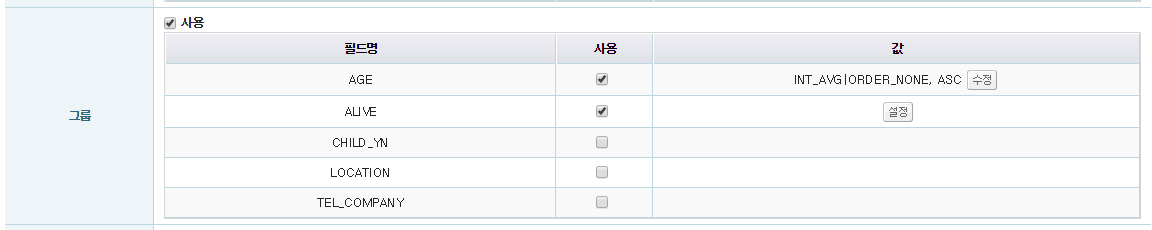 사용
필드명 사용 값
AGE INT_AVG|ORDER_NONE, ASC 수정
그룹
ALIVE 설정
CHILD_YN
LOCATION
TEL_COMPANY